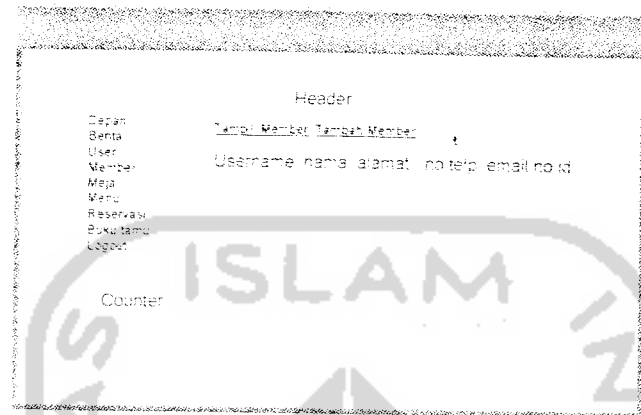 Header
Depan
Berita
User
Member
Meja
Menu
Reservasi
Buku tamu
Logout
Tampil Member Tambah Member
Username nama alamat no telp email no id
Counter
ISLAM